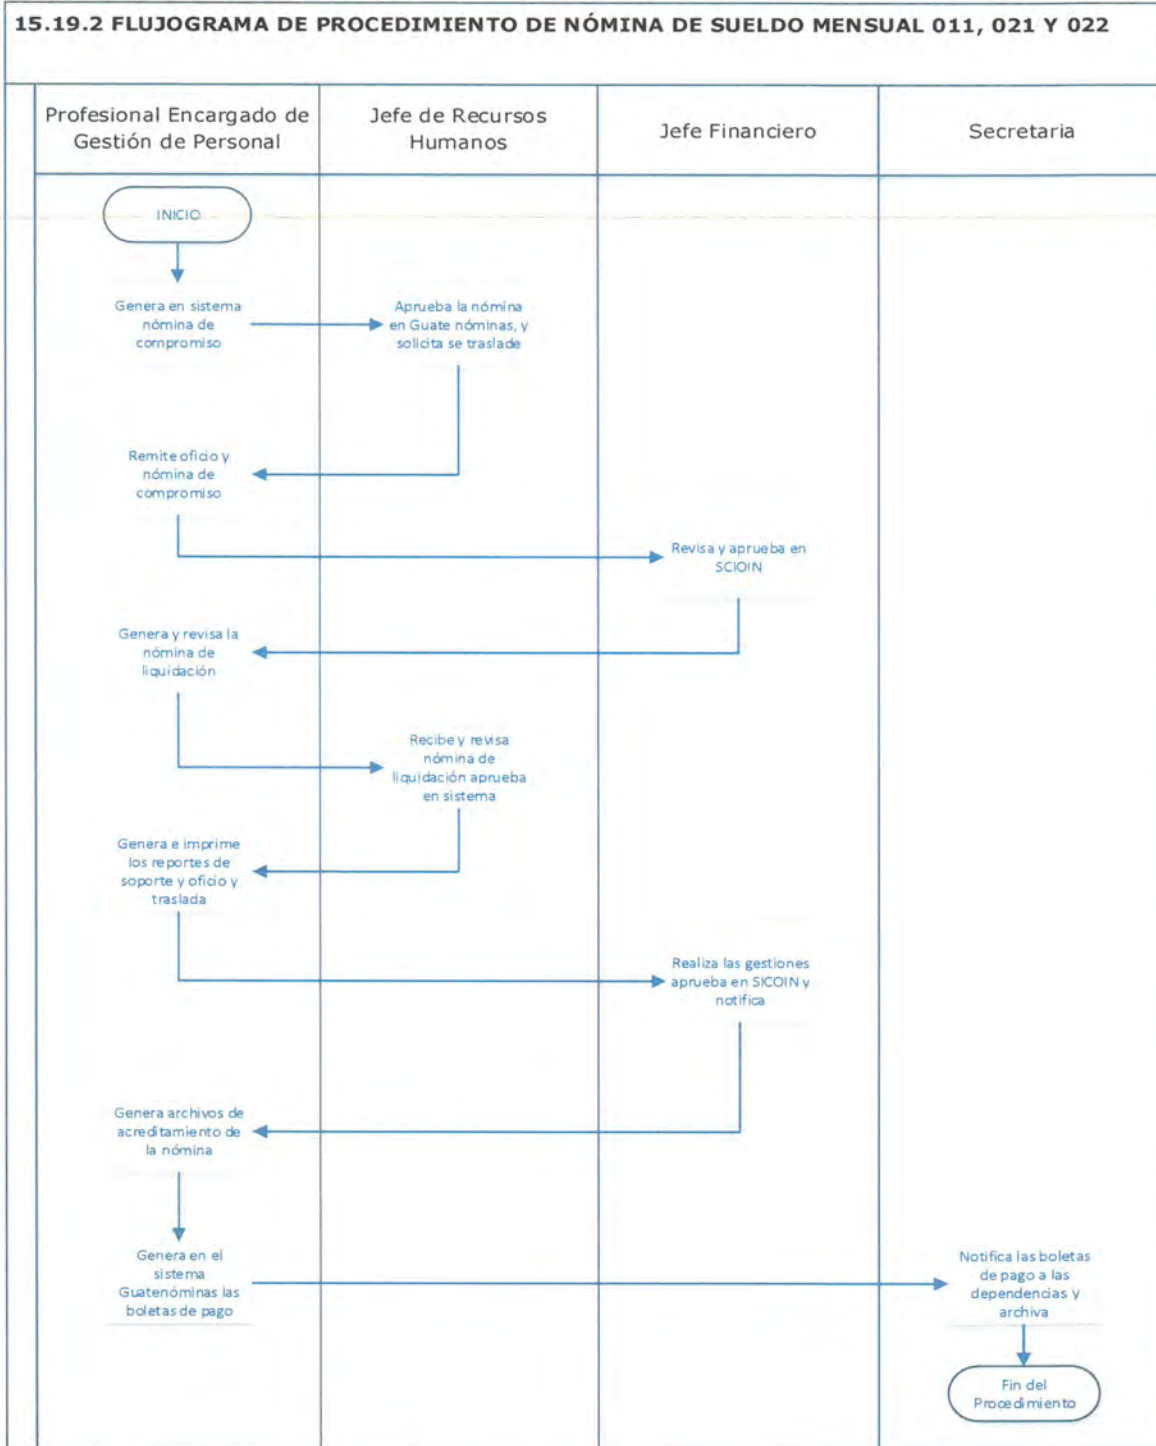 15.19.2 FLUJOGRAMA DE PROCEDIMIENTO DE NÓMINA DE SUELDO MENSUAL 011, 021 Y 022
Profesional Encargado de
Gestión de Personal
Jefe de Recursos
Humanos
Jefe Financiero
Secretaria
INICIO
Genera en sistema
nómina de
compromiso
Aprueba la nómina
en Guate nóminas, y
solicita se traslade
Remite oficio y
nómina de
compromiso
Revisa y aprueba en
SCIOIN
Genera y revisa la
nómina de
liquidación
Recibe y revisa
nómina de
liquidación aprueba
en sistema
Genera e imprime
los reportes de
soporte y oficio y
traslada
Realiza las gestiones
aprueba en SICOIN y
notifica
Genera archivos de
acreditamiento de
la nómina
Genera en el
sistema
Guatenóminas las
boletas de pago
Notifica las boletas
de pago a las
dependencias y
archiva
Fin del
Procedimiento